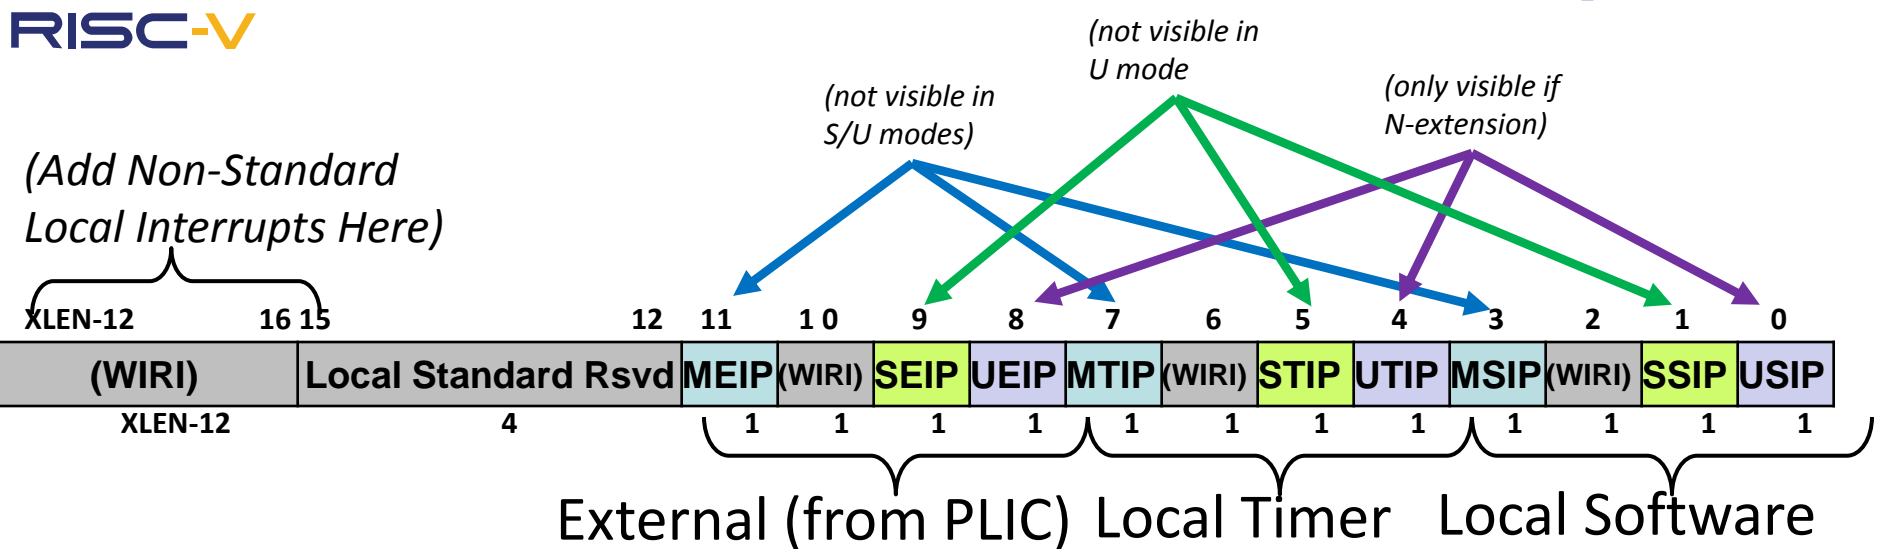 RISC-V
(not visible in
U mode
(not visible in
S/U modes)
(only visible if
N-extension)
(Add Non-Standard
Local Interrupts Here)
XLEN-12 16 15 12 11 1 0 9 8 7 6 5 4 3 2 1 0
(WIRI) Local Standard Rsvd MEIP (WIRI) SEIP UEIP MTIP (WIRI) STIP UTIP MSIP (WIRI) SSIP USIP
XLEN-12 4 1 1 1 1 1 1 1 1 1 1 1 1
External (from PLIC) Local Timer Local Software